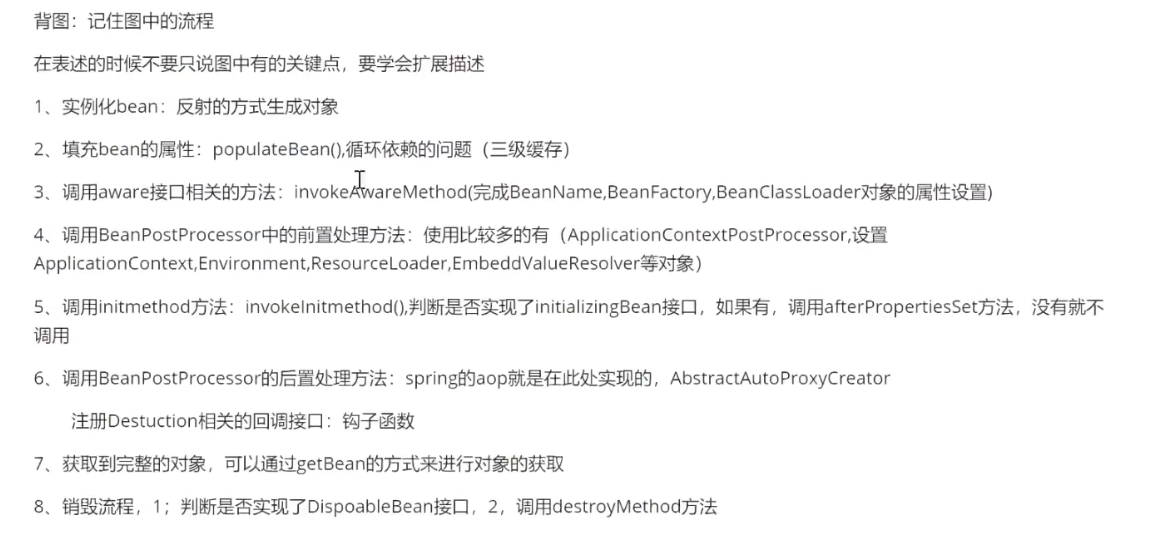 背图：记住图中的流程
在表述的时候不要只说图中有的关键点，要学会扩展描述
1、实例化bean：反射的方式生成对象
2、填充bean的属性：populateBean(),循环依赖的问题（三级缓存）
3、调用aware接口相关的方法：invokeAwareMethod(完成BeanName,BeanFactory,BeanClassLoader对象的属性设置)
4、调用BeanPostProcessor中的前置处理方法：使用比较多的有（ApplicationContextPostProcessor,设置
ApplicationContext,Environment,ResourceLoader,EmbeddValueResolver等对象）
5、调用initmethod方法：invokeInitmethod(),判断是否实现了initializingBean接口，如果有，调用afterPropertiesSet方法，没有就不
调用
6、调用BeanPostProcessor的后置处理方法：spring的aop就是在此处实现的，AbstractAutoProxyCreator
注册Destuction相关的回调接口：钩子函数
7、获取到完整的对象，可以通过getBean的方式来进行对象的获取
8、销毁流程，1；判断是否实现了DispoableBean接口，2，调用destroyMethod方法